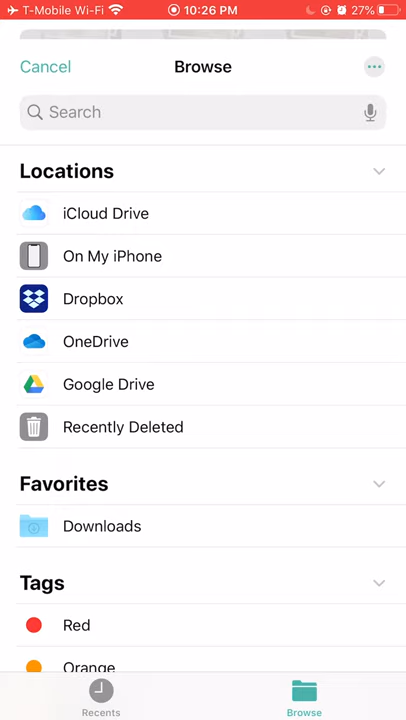 T-Mobile Wi-Fi 10:26 PM 27%
Cancel Browse
Search
Locations
iCloud Drive
On My iPhone
Dropbox
OneDrive
Google Drive
Recently Deleted
Favorites
Downloads
Tags
Red
Orange
Recents Browse